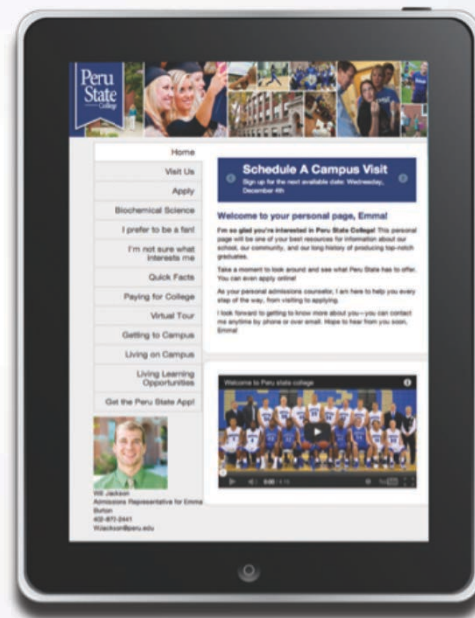 Peru
State
College
Home
Visit Us
Apply
Biochemical Science
I prefer to be a fan!
I'm not sure what
interests me
Quick Facts
Paying for College
Virtual Tour
Getting to Campus
Living on Campus
Living Learning
Opportunities
Get the Peru State App!
Will Jackson
Admissions Representative for Emma
Burton
402-872-2441
WJackson@peru.edu
Schedule A Campus Visit
Sign up for the next available date: Wednesday,
December 4th
Welcome to your personal page, Emma!
I'm so glad you're interested in Peru State College! This personal
page will be one of your best resources for information about our
school, our community, and our long history of producing top-notch
graduates.
Take a moment to look around and see what Peru State has to offer.
You can even apply online!
As your personal admissions counselor, I am here to help you every
step of the way, from visiting to applying.
I look forward to getting to know more about you—you can contact
me anytime by phone or over email. Hope to hear from you soon,
Emma!
Welcome to Peru state college